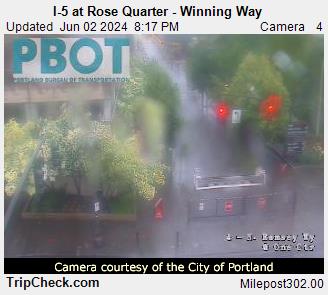 I-5 at Rose Quarter - Winning Way
Updated Jun 02 2024 8:17 PM Camera 4
PBOT
PORTLAND BUREAU OF TRANSPORTATION
Camera courtesy of the City of Portland
TripCheck.com Milepost302.00